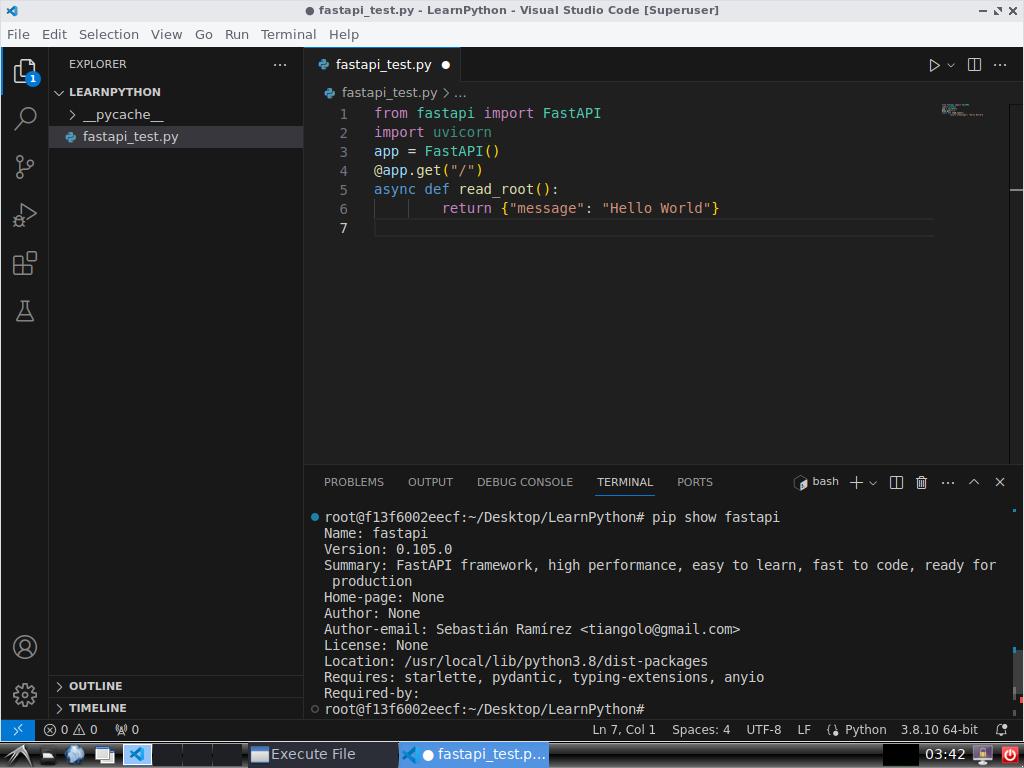 ● fastapi_test.py - LearnPython - Visual Studio Code [Superuser]
File Edit Selection View Go Run Terminal Help
EXPLORER
fastapi_test.py
1
LEARNPYTHON
__pycache__
fastapi_test.py
fastapi_test.py > ...
1 from fastapi import FastAPI
2 import uvicorn
3 app = FastAPI()
4 @app.get("/")
5 async def read_root():
6 return {"message": "Hello World"}
7
PROBLEMS OUTPUT DEBUG CONSOLE TERMINAL PORTS bash
root@f13f6002eecf:~/Desktop/LearnPython# pip show fastapi
Name: fastapi
Version: 0.105.0
Summary: FastAPI framework, high performance, easy to learn, fast to code, ready for
production
Home-page: None
Author: None
Author-email: Sebastián Ramírez <tiangolo@gmail.com>
License: None
Location: /usr/local/lib/python3.8/dist-packages
Requires: starlette, pydantic, typing-extensions, anyio
Required-by:
root@f13f6002eecf:~/Desktop/LearnPython#
OUTLINE
TIMELINE
0 0 0 Ln 7, Col 1 Spaces: 4 UTF-8 LF Python 3.8.10 64-bit
Execute File ● fastapi_test.p... 03:42